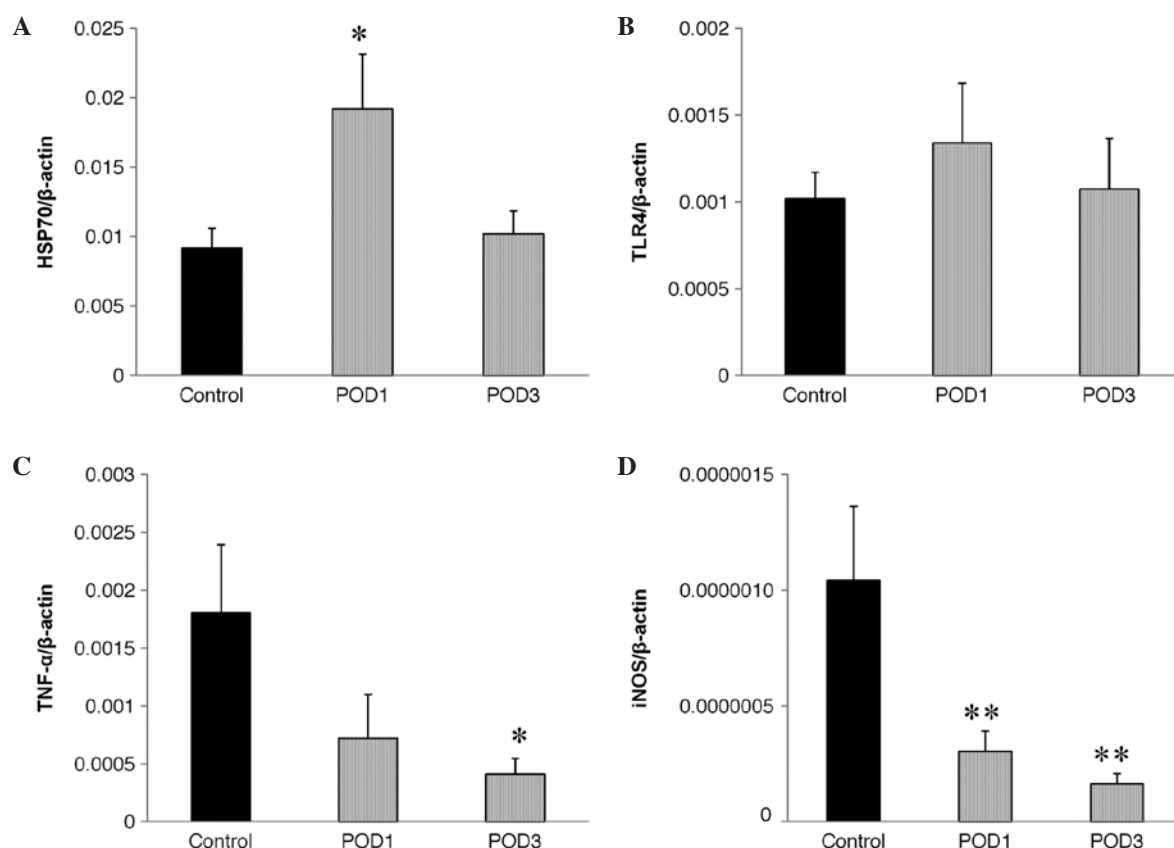 A
HSP70/β-actin
0.025
0.02
0.015
0.01
0.005
0
*
Control POD1 POD3
B
TLR4/β-actin
0.002
0.0015
0.001
0.0005
0
Control POD1 POD3
C
TNF-α/β-actin
0.003
0.0025
0.002
0.0015
0.001
0.0005
0
*
Control POD1 POD3
D
iNOS/β-actin
0.0000015
0.0000010
0.0000005
0
**
**
Control POD1 POD3